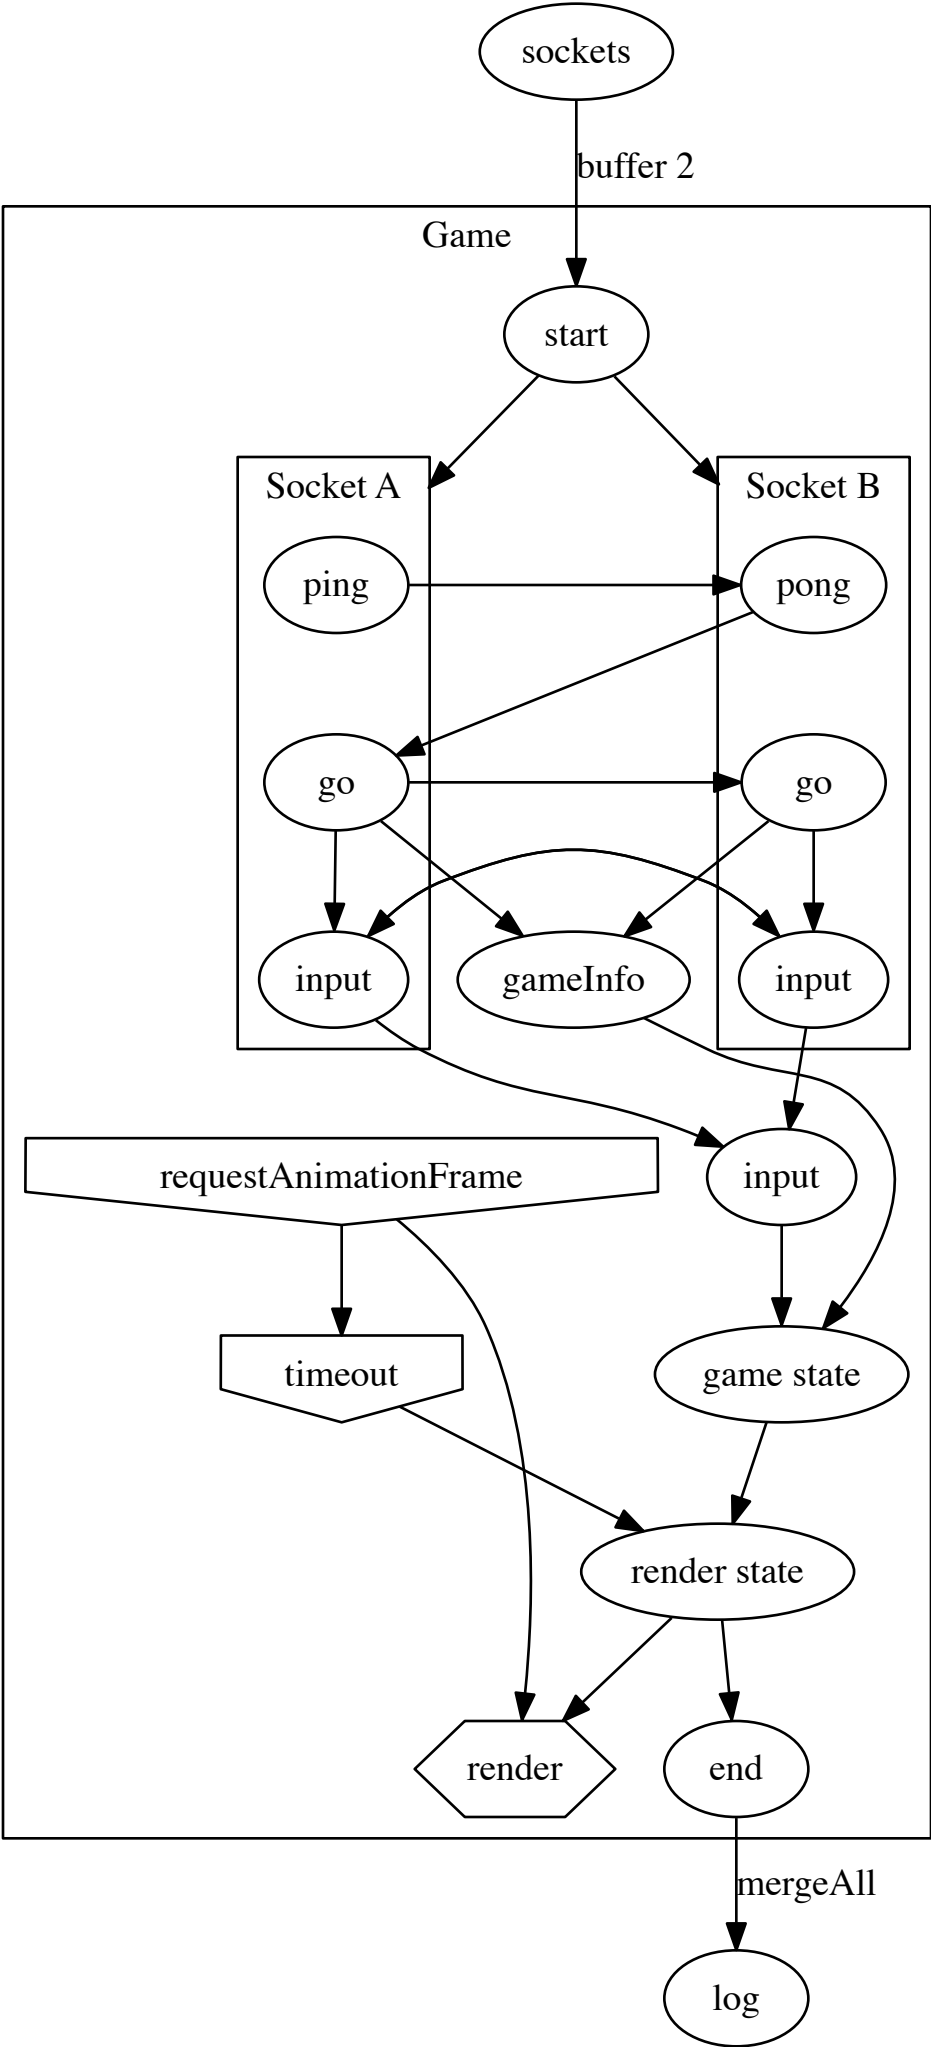 sockets
buffer 2
Game
start
Socket A
Socket B
ping
pong
go
go
input
gameInfo
input
requestAnimationFrame
input
timeout
game state
render state
render
end
mergeAll
log